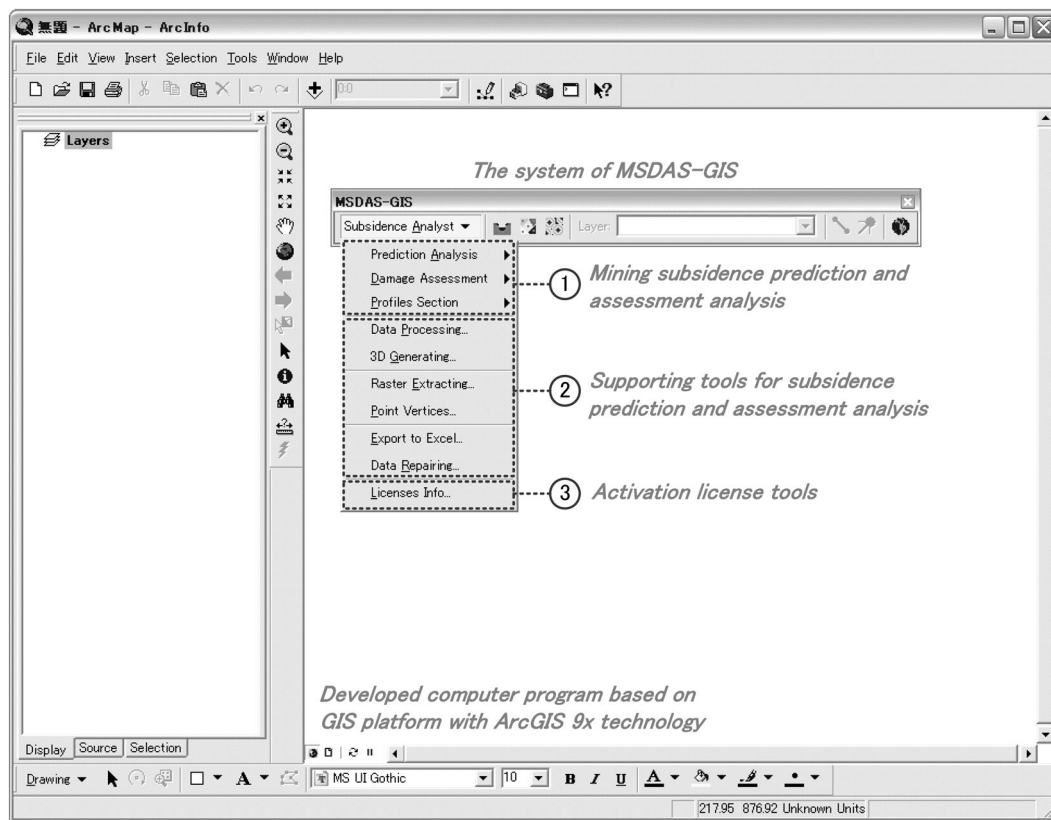 無題 - ArcMap - ArcInfo
File Edit View Insert Selection Tools Window Help
0:0
Layers
The system of MSDAS-GIS
MSDAS-GIS
Subsidence Analyst
Layer:
Prediction Analysis
Damage Assessment
Profiles Section
Data Processing...
3D Generating...
Raster Extracting...
Point Vertices...
Export to Excel...
Data Repairing...
Licenses Info...
1 Mining subsidence prediction and
assessment analysis
2 Supporting tools for subsidence
prediction and assessment analysis
3 Activation license tools
Developed computer program based on
GIS platform with ArcGIS 9x technology
Display Source Selection
Drawing A MS UI Gothic 10 B I U A
217.95 876.92 Unknown Units